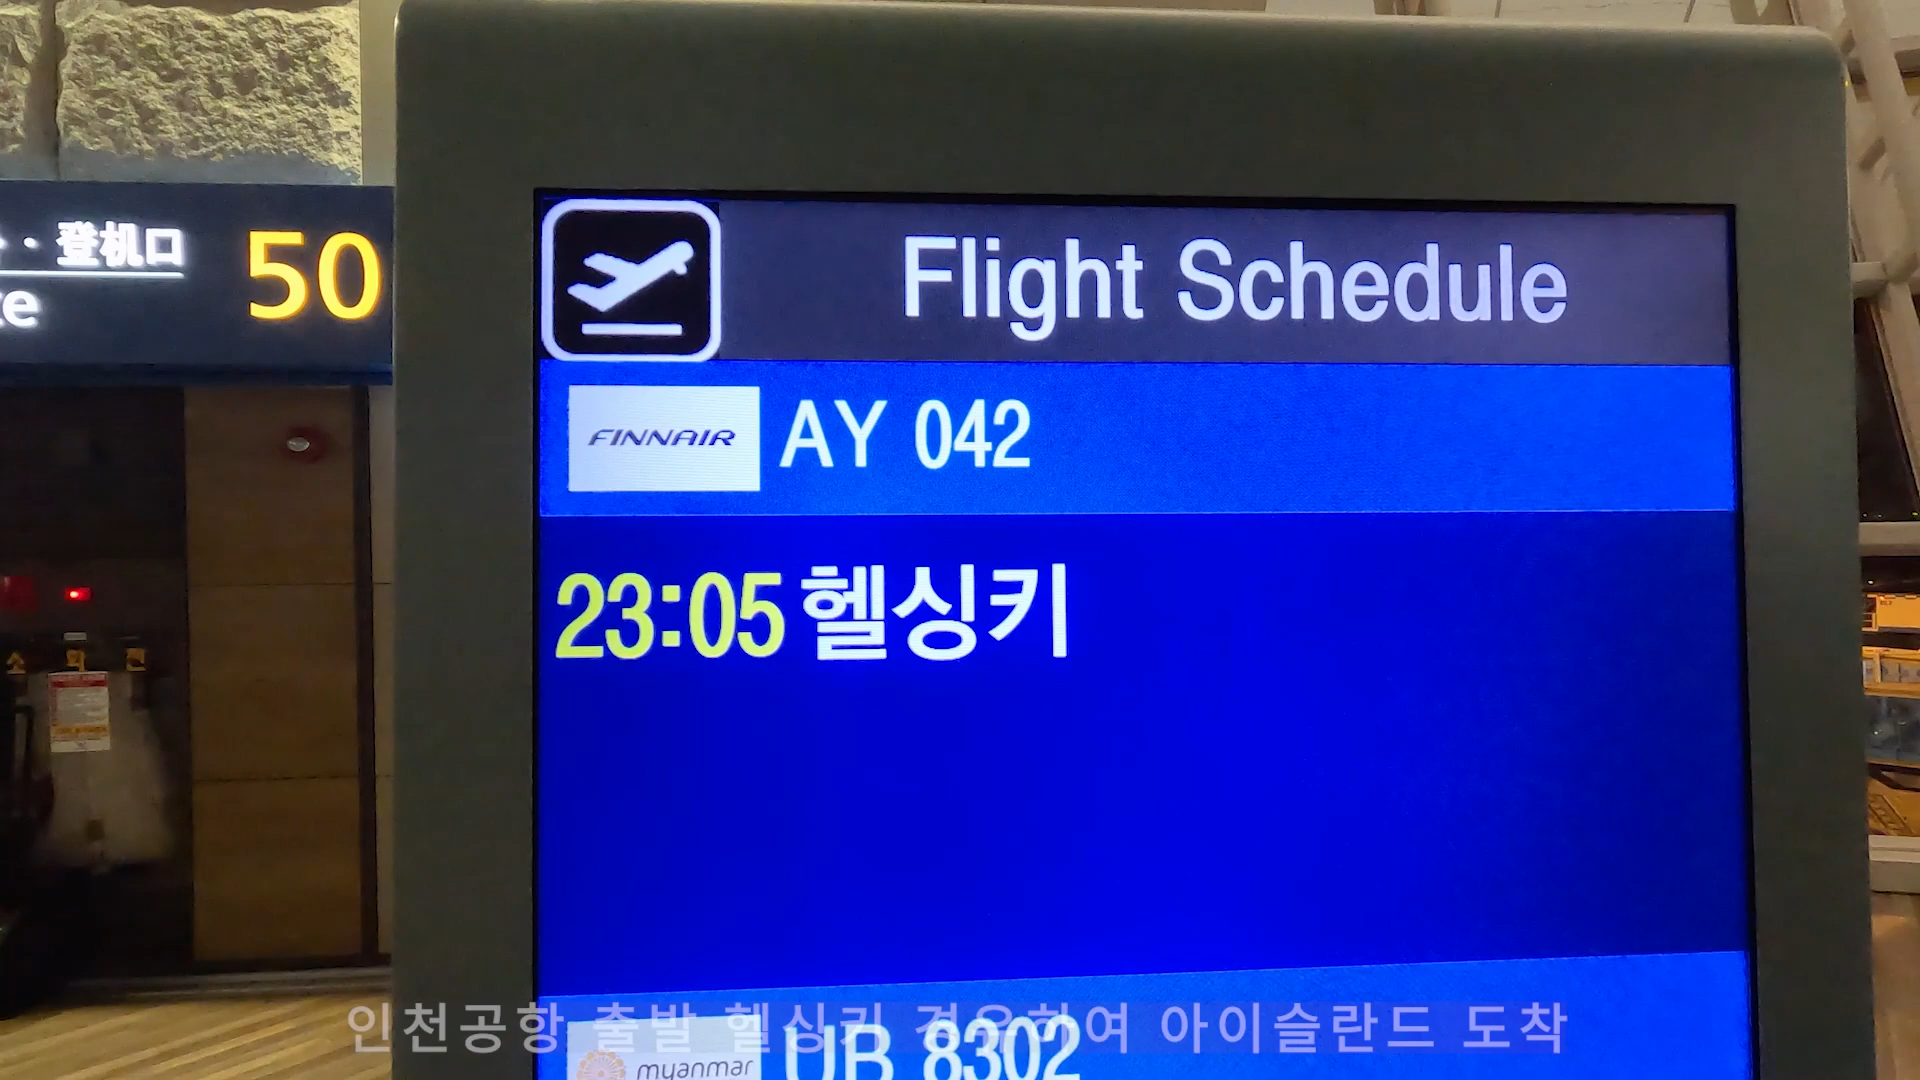 登机口
50
Flight Schedule
FINNAIR AY 042
23:05 헬싱키
myanmar UB 8302
인천공항 출발 헬싱키 경유하여 아이슬란드 도착